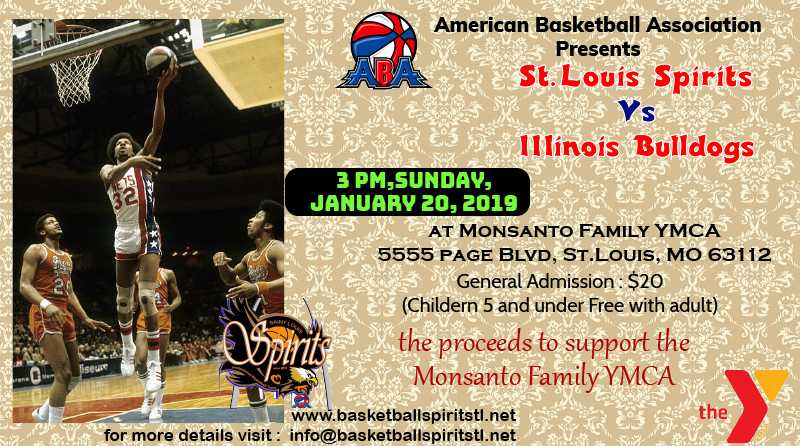 American Basketball Association
Presents
St.Louis Spirits
Vs
Illinois Bulldogs
ABA
3 PM,SUNDAY,
JANUARY 20, 2019
AT MONSANTO FAMILY YMCA
5555 PAGE BLVD, ST.LOUIS, MO 63112
General Admission : $20
(Childern 5 and under Free with adult)
the proceeds to support the
Monsanto Family YMCA
the Y
NETS
32
SAINT LOUIS
Spirits
www.basketballspiritstl.net
for more details visit : info@basketballspiritstl.net